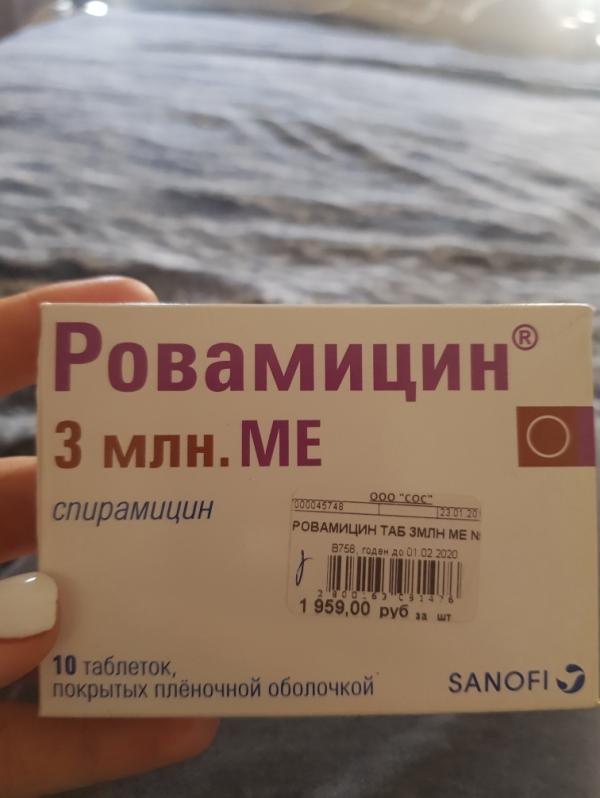 Ровамицин®
3 млн. МЕ
спирамицин
ООО "СОС"
000045748 23 01 20
РОВАМИЦИН ТАБ 3МЛН МЕ №
В758, годен до 01.02.2020
1 959,00 руб за шт
10 таблеток,
покрытых плёночной оболочкой
SANOFI